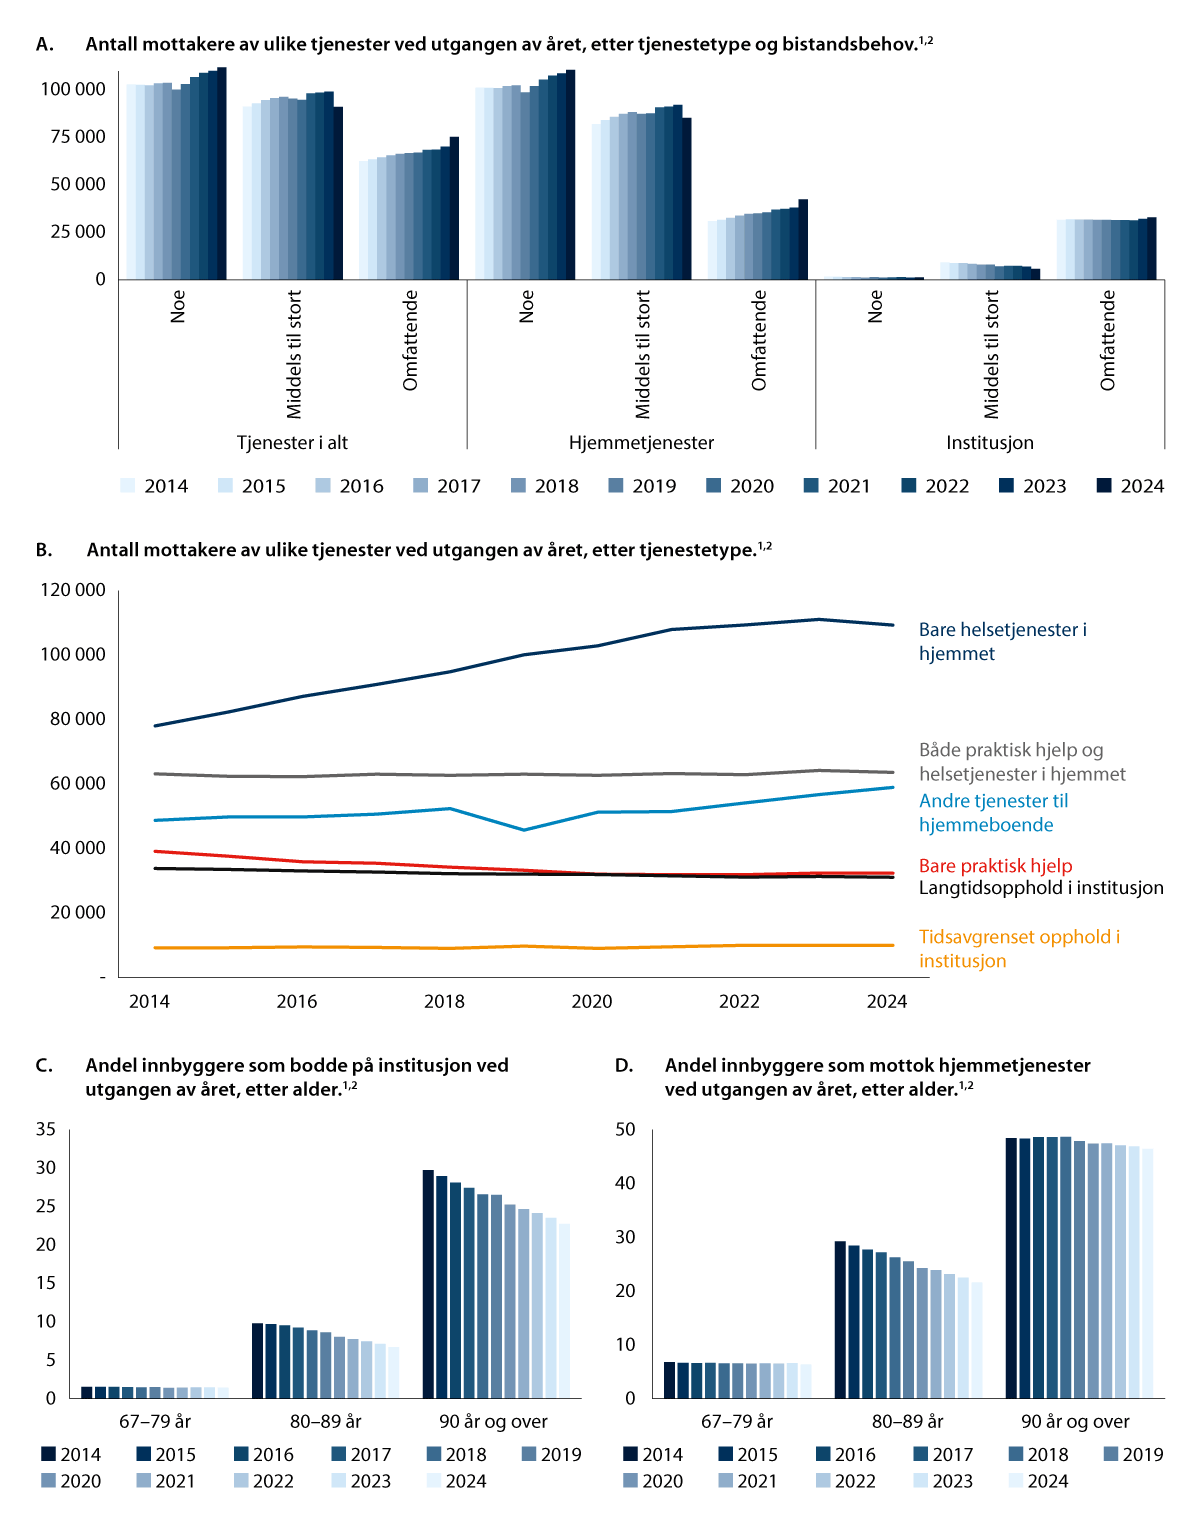 A. Antall mottakere av ulike tjenester ved utgangen av året, etter tjenestetype og bistandsbehov.1,2
100 000
75 000
50 000
25 000
0
Noe
Middels til stort
Omfattende
Noe
Middels til stort
Omfattende
Noe
Middels til stort
Omfattende
Tjenester i alt
Hjemmetjenester
Institusjon
2014 2015 2016 2017 2018 2019 2020 2021 2022 2023 2024
B. Antall mottakere av ulike tjenester ved utgangen av året, etter tjenestetype.1,2
120 000
100 000
80 000
60 000
40 000
20 000
-
Bare helsetjenester i
hjemmet
Både praktisk hjelp og
helsetjenester i hjemmet
Andre tjenester til
hjemmeboende
Bare praktisk hjelp
Langtidsopphold i institusjon
Tidsavgrenset opphold i
institusjon
2014 2016 2018 2020 2022 2024
C. Andel innbyggere som bodde på institusjon ved
utgangen av året, etter alder.1,2
35
30
25
20
15
10
5
0
67–79 år 80–89 år 90 år og over
2014 2015 2016 2017 2018 2019
2020 2021 2022 2023 2024
D. Andel innbyggere som mottok hjemmetjenester
ved utgangen av året, etter alder.1,2
50
40
30
20
10
0
67–79 år 80–89 år 90 år og over
2014 2015 2016 2017 2018 2019
2020 2021 2022 2023 2024